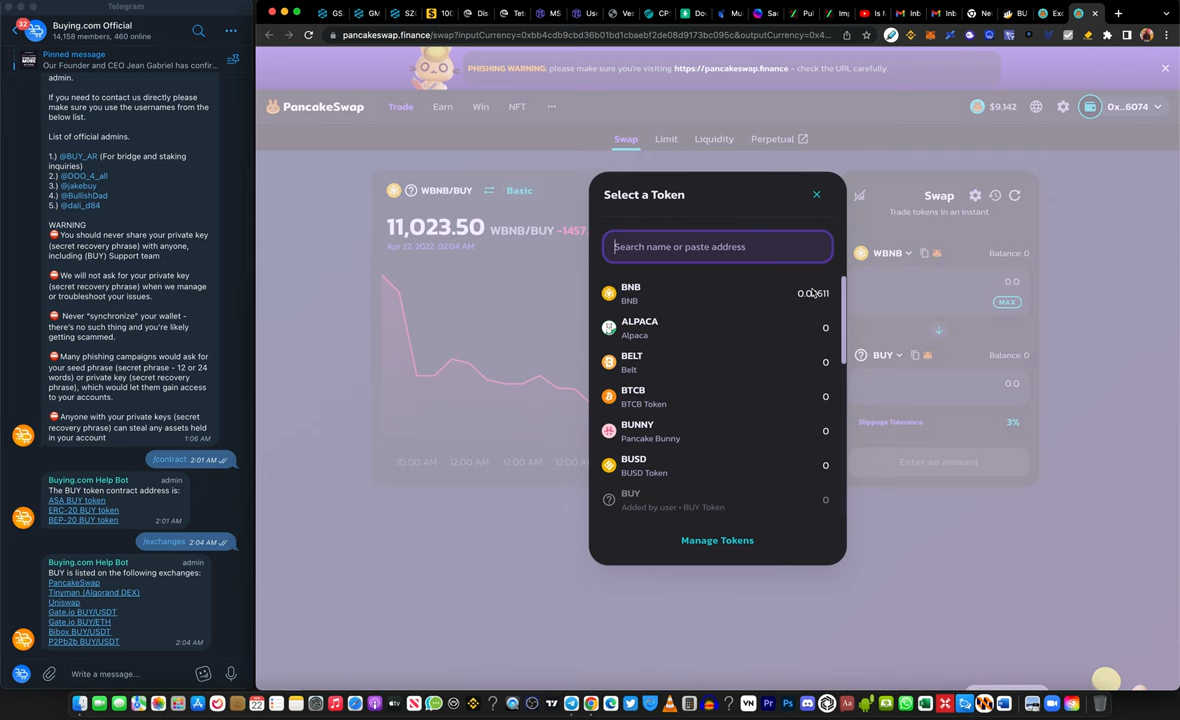 Telegram
32
Buying.com Official
14,158 members, 460 online
Pinned message
Our Founder and CEO Jean Gabriel has confir...
admin.
If you need to contact us directly please
make sure you use the usernames from the
below list.
List of official admins.
1.) @BUY_AR (For bridge and staking
inquiries)
2.) @DOO_4_all
3.) @jakebuy
4.) @BullishDad
5.) @dali_d84
WARNING
You should never share your private key
(secret recovery phrase) with anyone,
including (BUY) Support team
We will not ask for your private key
(secret recovery phrase) when we manage
or troubleshoot your issues.
Never "synchronize" your wallet -
there's no such thing and you're likely
getting scammed.
Many phishing campaigns would ask for
your seed phrase (secret phrase - 12 or 24
words) or private key (secret recovery
phrase), which would let them gain access
to your accounts.
Anyone with your private keys (secret
recovery phrase) can steal any assets held
in your account
1:06 AM
/contract 2:01 AM
Buying.com Help Bot admin
The BUY token contract address is:
ASA BUY token
ERC-20 BUY token
BEP-20 BUY token
2:01 AM
/exchanges 2:04 AM
Buying.com Help Bot admin
BUY is listed on the following exchanges:
PancakeSwap
Tinyman (Algorand DEX)
Uniswap
Gate.io BUY/USDT
Gate.io BUY/ETH
Bibox BUY/USDT
P2Pb2b BUY/USDT
2:04 AM
Write a message...
pancakeswap.finance/swap?inputCurrency=0xbb4cdb9cbd36b01bd1cbaebf2de08d9173bc095c&outputCurrency=0x4...
PHISHING WARNING: please make sure you're visiting https://pancakeswap.finance - check the URL carefully.
PancakeSwap
Trade
Earn
Win
NFT
$9.142
0x...6074
Swap
Limit
Liquidity
Perpetual
WBNB/BUY
Basic
11,023.50
WBNB/BUY
-1457.
Apr 22, 2022, 02:04 AM
10:00 AM
12:00 AM
12:00 AM
Select a Token
Search name or paste address
BNB
BNB
ALPACA
Alpaca
0
BELT
Belt
0
BTCB
BTCB Token
0
BUNNY
Pancake Bunny
0
BUSD
BUSD Token
0
BUY
Added by user • BUY Token
0
Manage Tokens
Swap
Trade tokens in an instant
WBNB
Balance: 0
0.0
MAX
BUY
Balance: 0
0.0
Slippage Tolerance
3%
Enter an amount